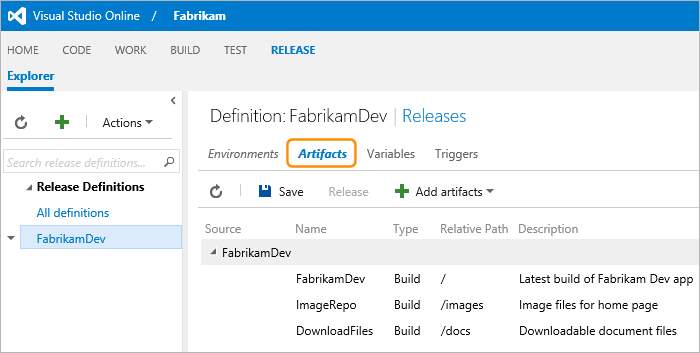 Visual Studio Online / Fabrikam
HOME CODE WORK BUILD TEST RELEASE
Explorer
Actions
Search release definitions...
Release Definitions
All definitions
FabrikamDev
Definition: FabrikamDev | Releases
Environments Artifacts Variables Triggers
Save Release Add artifacts
Source Name Type Relative Path Description
FabrikamDev
FabrikamDev Build / Latest build of Fabrikam Dev app
ImageRepo Build /images Image files for home page
DownloadFiles Build /docs Downloadable document files